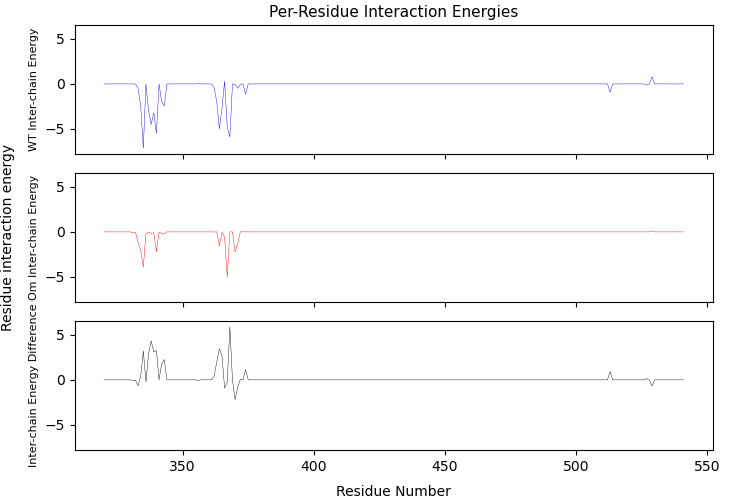 Per-Residue Interaction Energies
Residue interaction energy
WT Inter-chain Energy
5
0
−5
Om Inter-chain Energy
5
0
−5
Inter-chain Energy Difference
5
0
−5
350
400
450
500
550
Residue Number